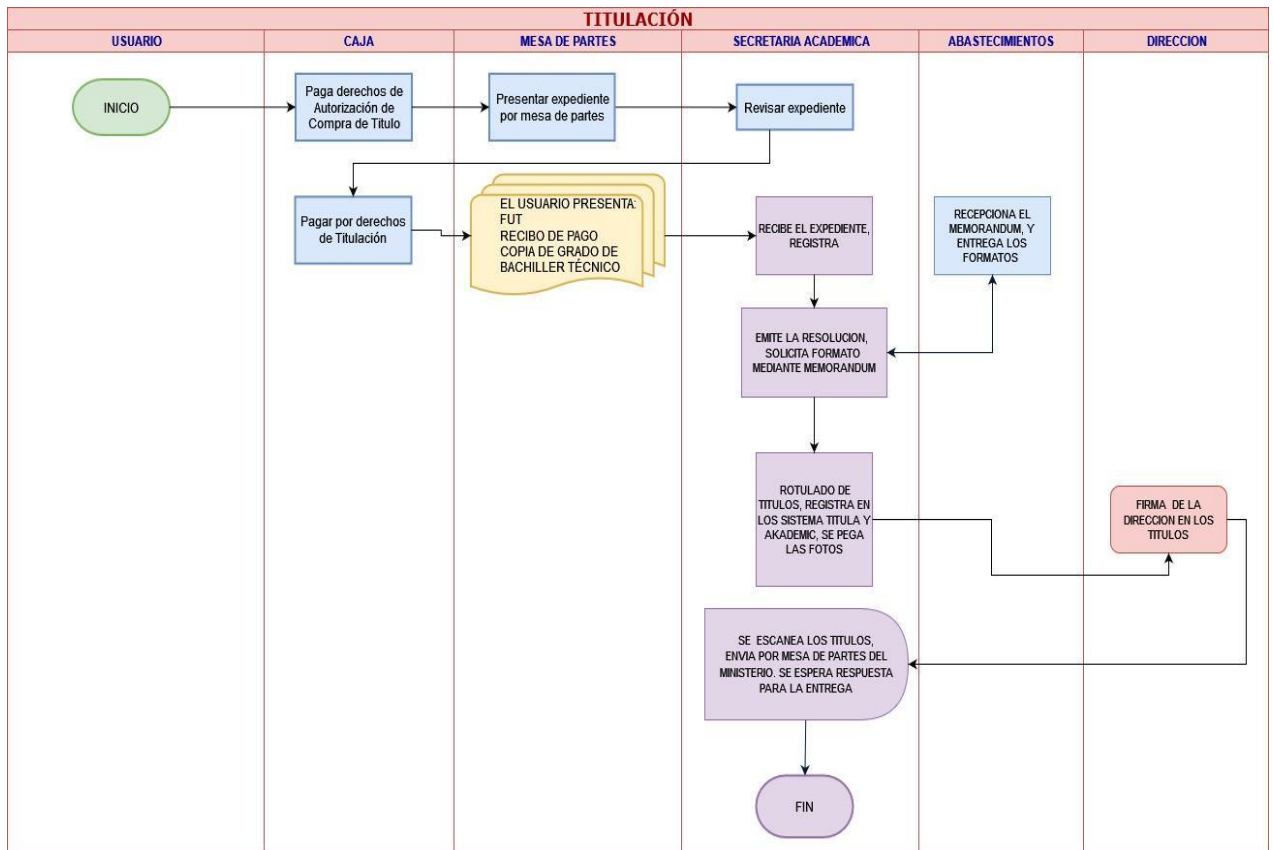 TITULACIÓN
USUARIO
CAJA
MESA DE PARTES
SECRETARIA ACADEMICA
ABASTECIMIENTOS
DIRECCION
INICIO
Paga derechos de
Autorización de
Compra de Titulo
Presentar expediente
por mesa de partes
Revisar expediente
Pagar por derechos
de Titulación
EL USUARIO PRESENTA:
FUT
RECIBO DE PAGO
COPIA DE GRADO DE
BACHILLER TÉCNICO
RECIBE EL EXPEDIENTE,
REGISTRA
RECEPCIONA EL
MEMORANDUM, Y
ENTREGA LOS
FORMATOS
EMITE LA RESOLUCION,
SOLICITA FORMATO
MEDIANTE MEMORANDUM
ROTULADO DE
TITULOS, REGISTRA EN
LOS SISTEMA TITULA Y
AKADEMIC, SE PEGA
LAS FOTOS
FIRMA DE LA
DIRECCION EN LOS
TITULOS
SE ESCANEA LOS TITULOS,
ENVIA POR MESA DE PARTES DEL
MINISTERIO. SE ESPERA RESPUESTA
PARA LA ENTREGA
FIN